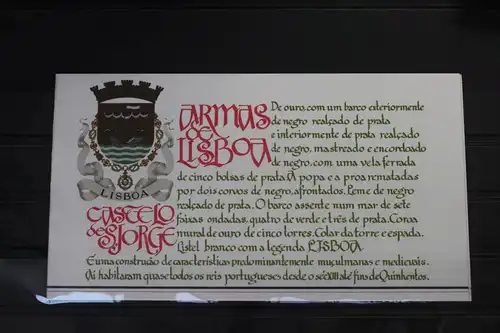 LISBOA
ARMAS
DE
LISBOA
De ouro, com um barco exteriormente
de negro realçado de prata
e interiormente de prata realçado
de negro, mastreado e encordoado
de negro, com uma vela ferrada
de cinco bolsas de prata. A popa e a proa rematadas
por dois corvos de negro, afrontados. Leme de negro
realçado de prata. O barco assente num mar de sete
faixas ondadas, quatro de verde e três de prata. Coroa
mural de ouro de cinco torres. Colar da torre e espada.
Listel branco com a legenda LISBOA
CASTELO
de S. JORGE
É uma construção de características predominantemente muçulmanas e medievais.
Aí habitaram quase todos os reis portugueses desde o séc. XIII até fins de Quinhentos.